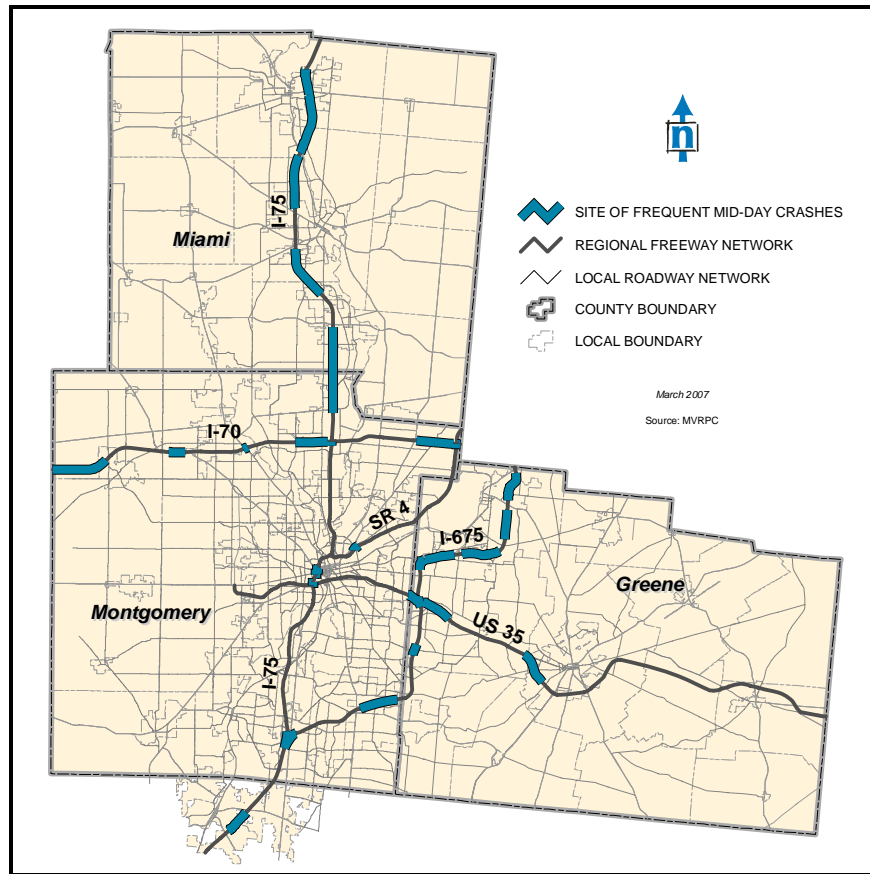 n
SITE OF FREQUENT MID-DAY CRASHES
REGIONAL FREEWAY NETWORK
LOCAL ROADWAY NETWORK
COUNTY BOUNDARY
LOCAL BOUNDARY
March 2007
Source: MVRPC
I-75
Miami
I-70
SR 4
I-675
Greene
Montgomery
US 35
I-75